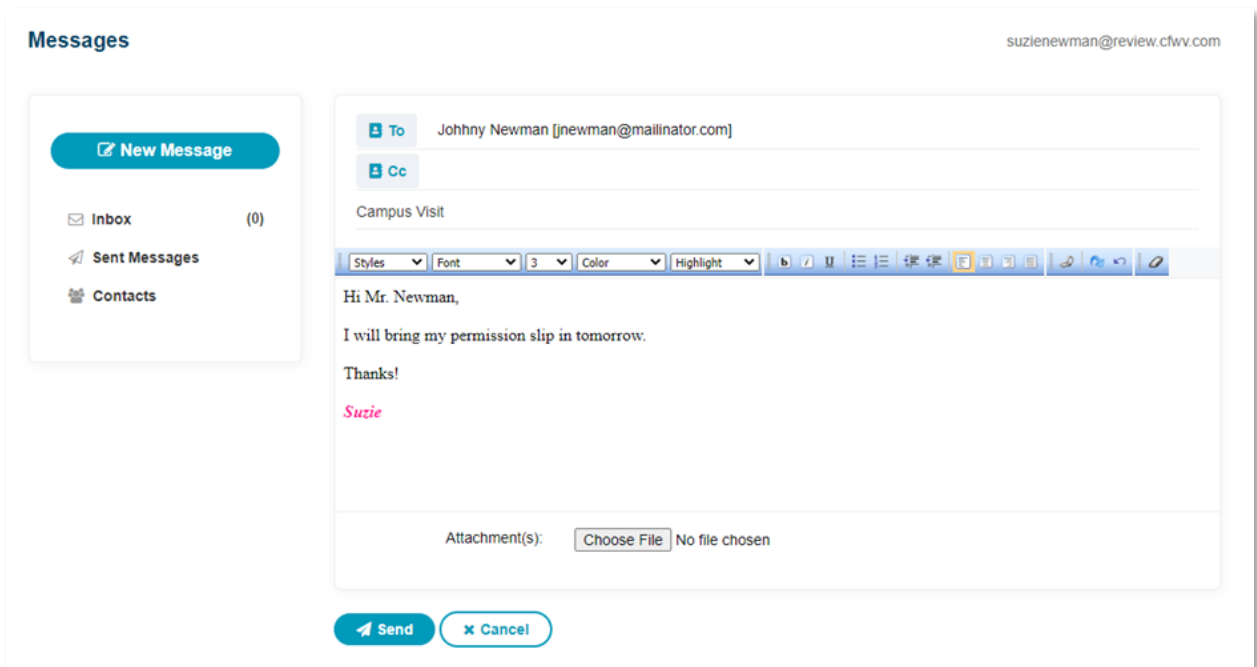 Messages
suzienewman@review.cfwv.com
New Message
Inbox (0)
Sent Messages
Contacts
To Johhny Newman [jnewman@mailinator.com]
Cc
Campus Visit
Styles Font 3 Color Highlight b i U
Hi Mr. Newman,
I will bring my permission slip in tomorrow.
Thanks!
Suzie
Attachment(s): Choose File No file chosen
Send Cancel